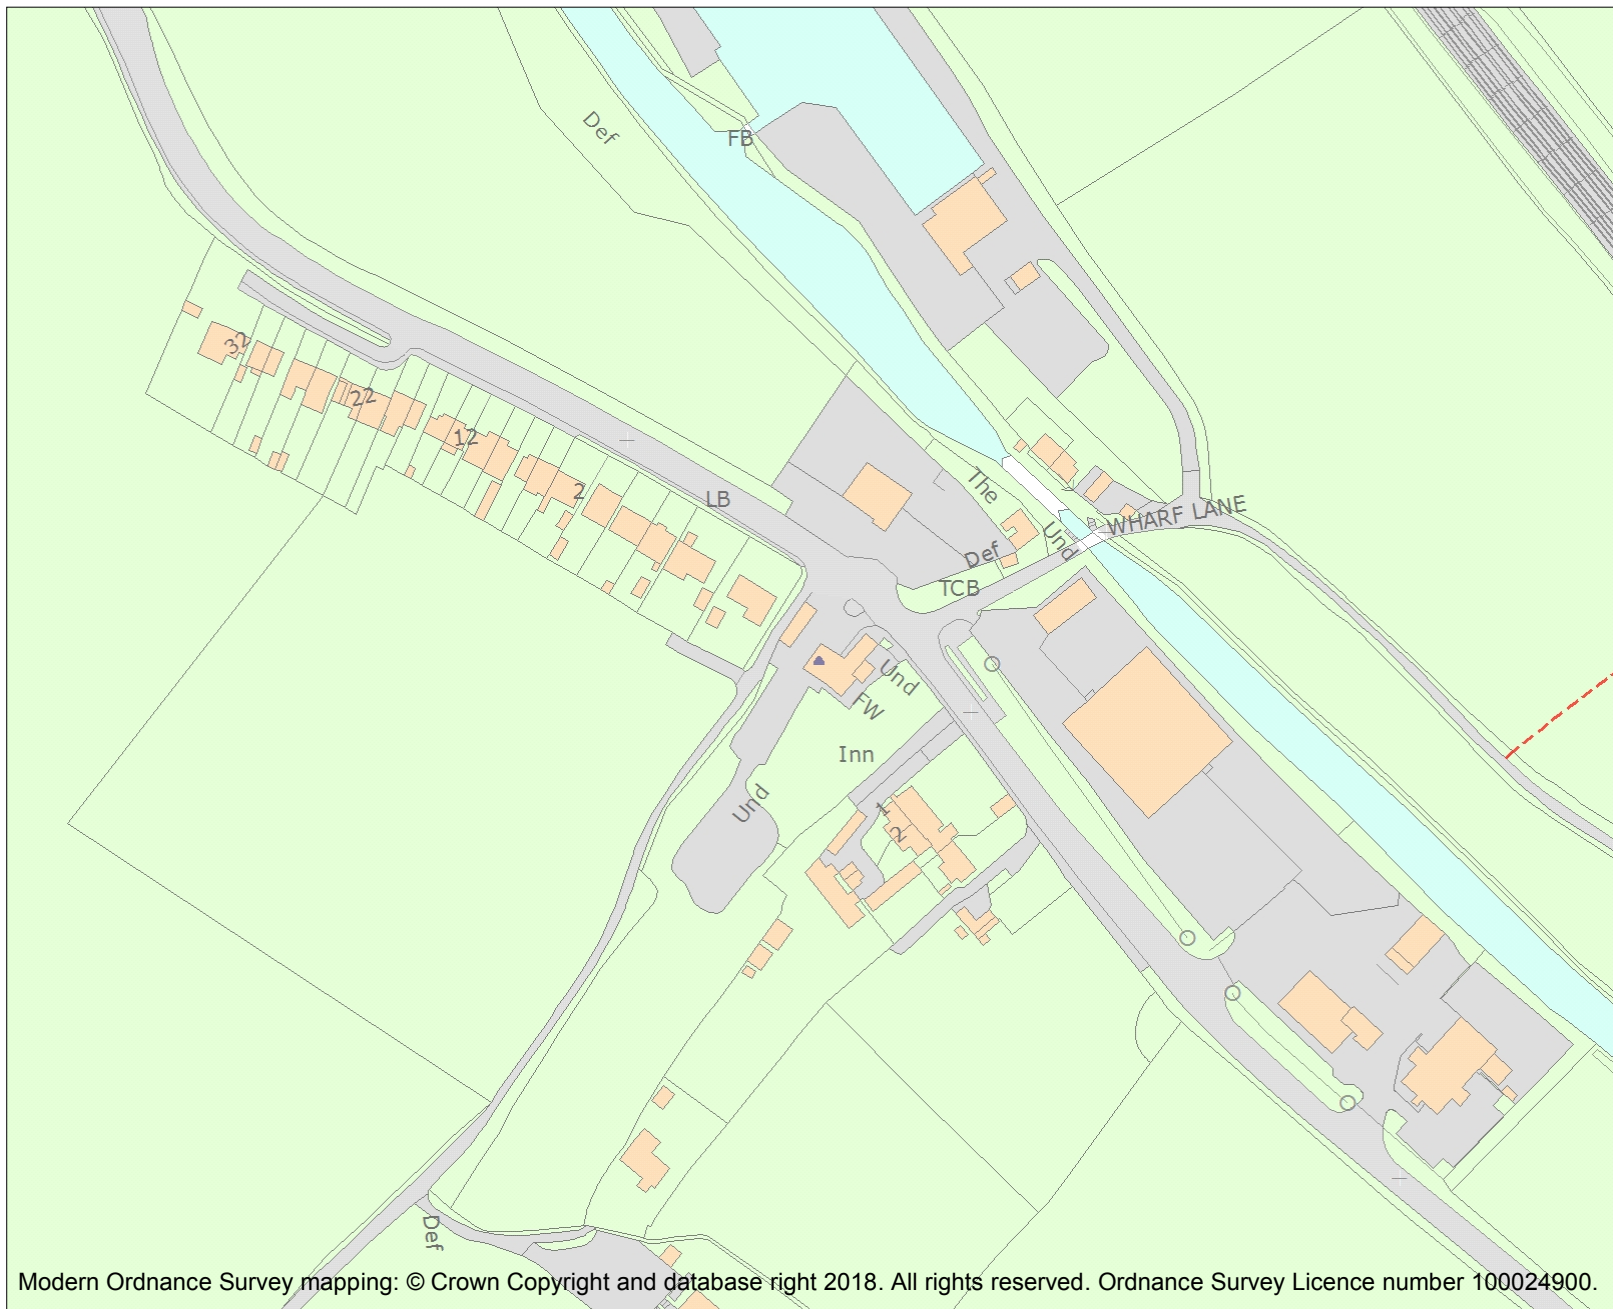 Def
FB
32
22
12
2
LB
The
WHARF LANE
Und
Def
TCB
Und
FW
Inn
Und
1
2
Def
Modern Ordnance Survey mapping: © Crown Copyright and database right 2018. All rights reserved. Ordnance Survey Licence number 100024900.